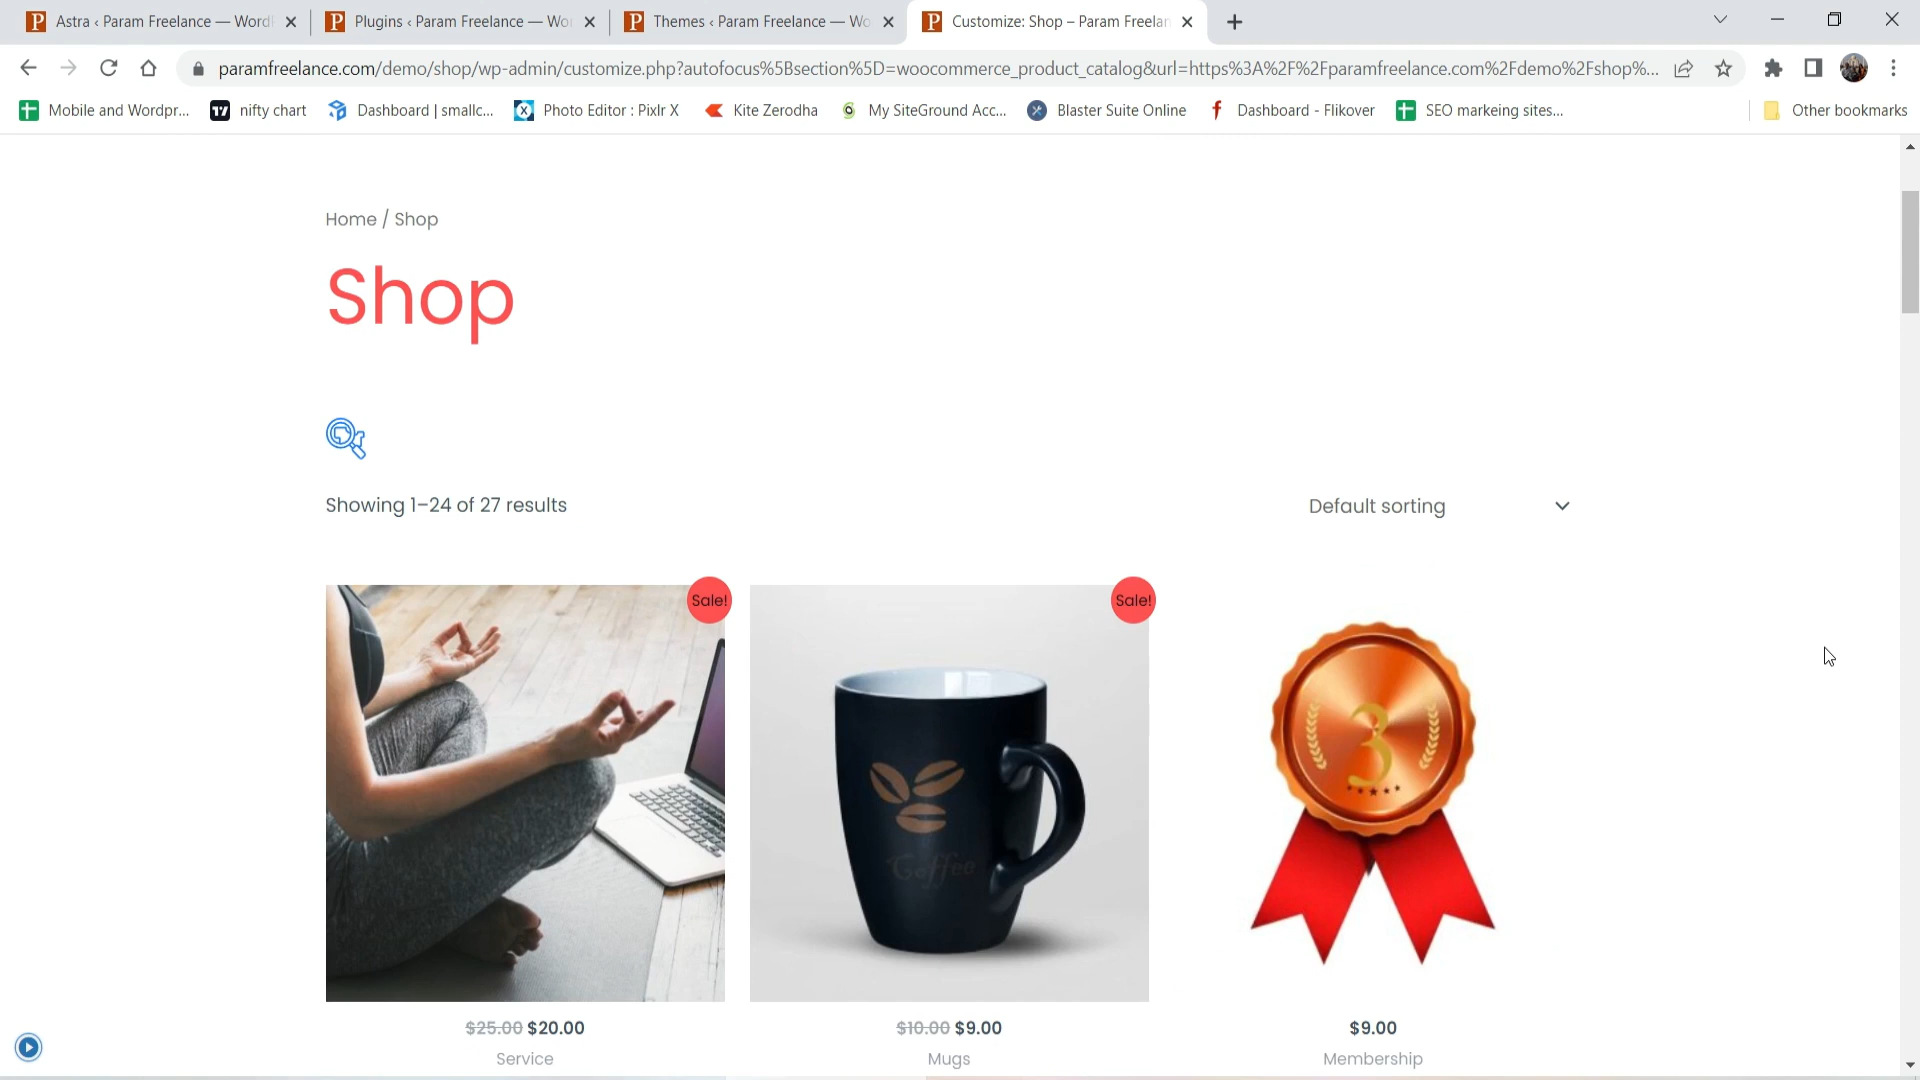 Astra ‹ Param Freelance — WordP
Plugins ‹ Param Freelance — Wo
Themes ‹ Param Freelance — Wo
Customize: Shop – Param Freelan
paramfreelance.com/demo/shop/wp-admin/customize.php?autofocus%5Bsection%5D=woocommerce_product_catalog&url=https%3A%2F%2Fparamfreelance.com%2Fdemo%2Fshop%...
Mobile and Wordpr...
nifty chart
Dashboard | smallc...
Photo Editor : Pixlr X
Kite Zerodha
My SiteGround Acc...
Blaster Suite Online
Dashboard - Flikover
SEO markeing sites...
Other bookmarks
Home / Shop
Shop
Showing 1–24 of 27 results
Default sorting
Sale!
Sale!
3
Coffee
$25.00 $20.00
$10.00 $9.00
$9.00
Service
Mugs
Membership